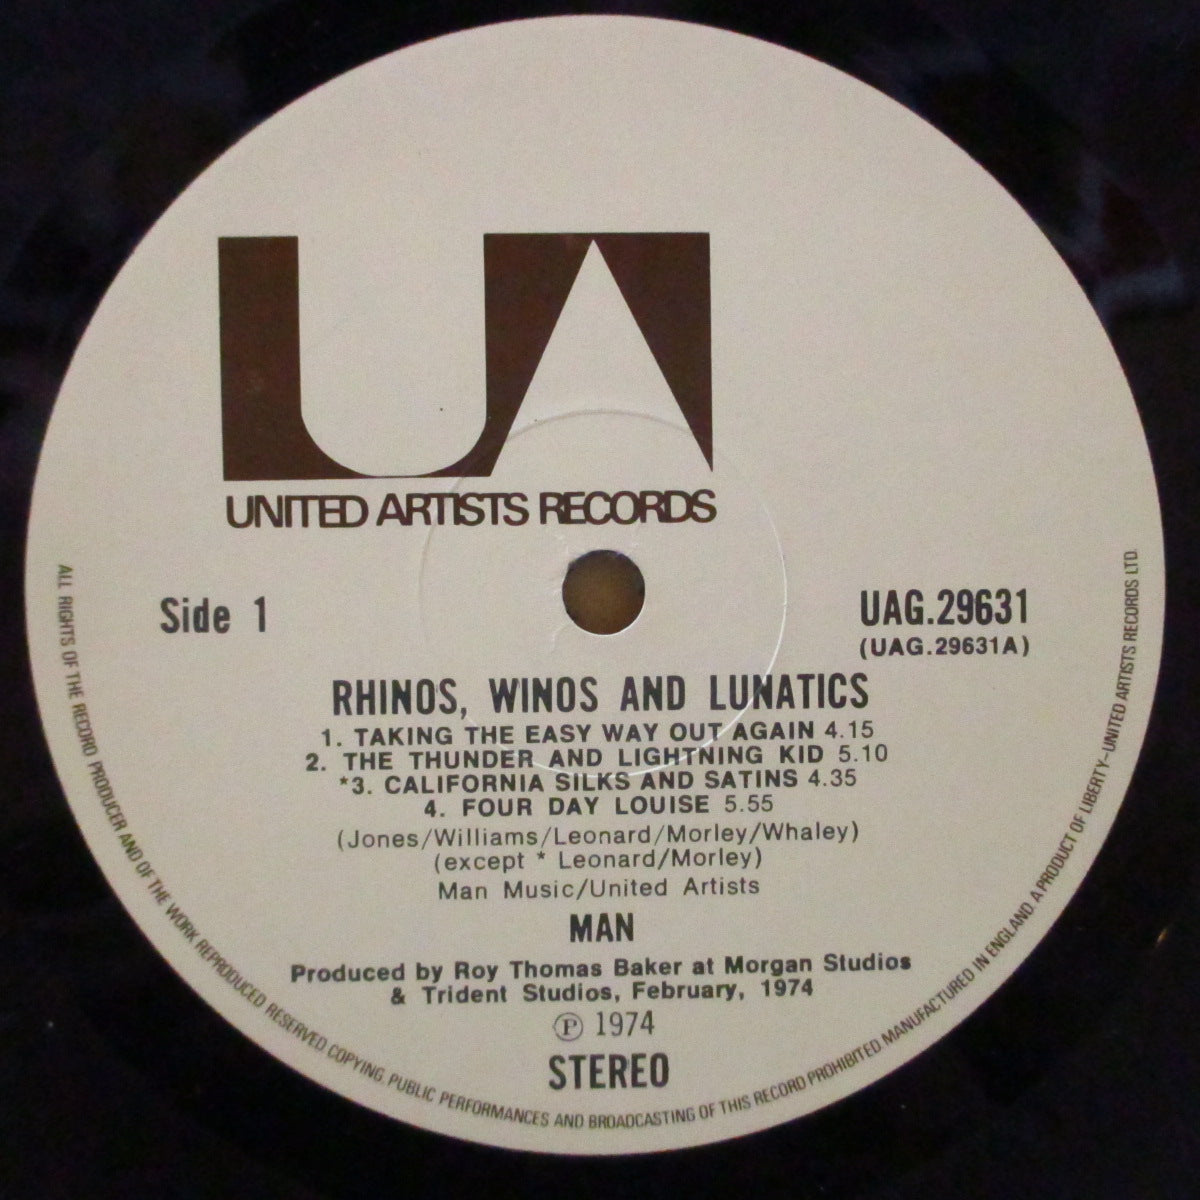 UA
UNITED ARTISTS RECORDS
Side 1
UAG.29631
(UAG.29631A)
RHINOS, WINOS AND LUNATICS
1. TAKING THE EASY WAY OUT AGAIN 4.15
2. THE THUNDER AND LIGHTNING KID 5.10
*3. CALIFORNIA SILKS AND SATINS 4.35
4. FOUR DAY LOUISE 5.55
(Jones/Williams/Leonard/Morley/Whaley)
(except * Leonard/Morley)
Man Music/United Artists
MAN
Produced by Roy Thomas Baker at Morgan Studios
& Trident Studios, February, 1974
Ⓟ 1974
STEREO
ALL RIGHTS OF THE RECORD PRODUCER AND OF THE WORK REPRODUCED RESERVED COPYING, PUBLIC PERFORMANCES AND BROADCASTING OF THIS RECORD PROHIBITED MANUFACTURED IN ENGLAND. A PRODUCT OF LIBERTY-UNITED ARTISTS RECORDS LTD.